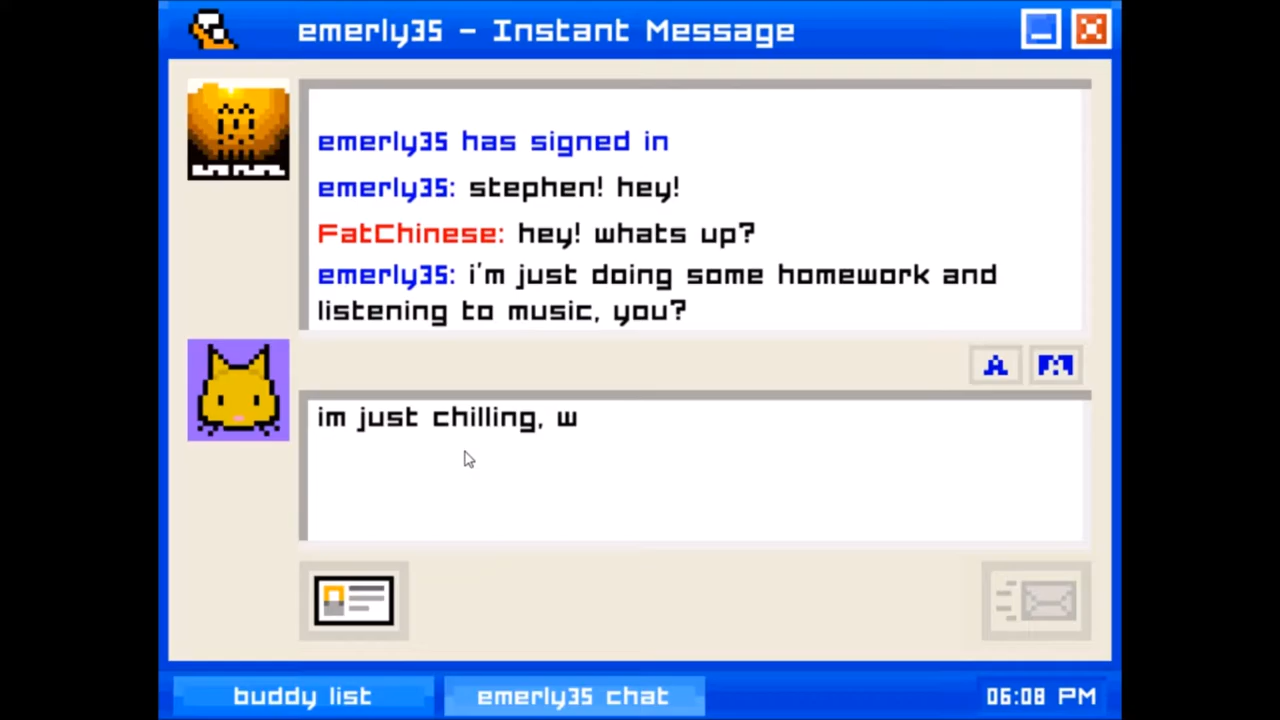 emerly35 - Instant Message
emerly35 has signed in
emerly35: stephen! hey!
FatChinese: hey! whats up?
emerly35: i'm just doing some homework and
listening to music, you?
A
im just chilling, w
buddy list
emerly35 chat
06:08 PM